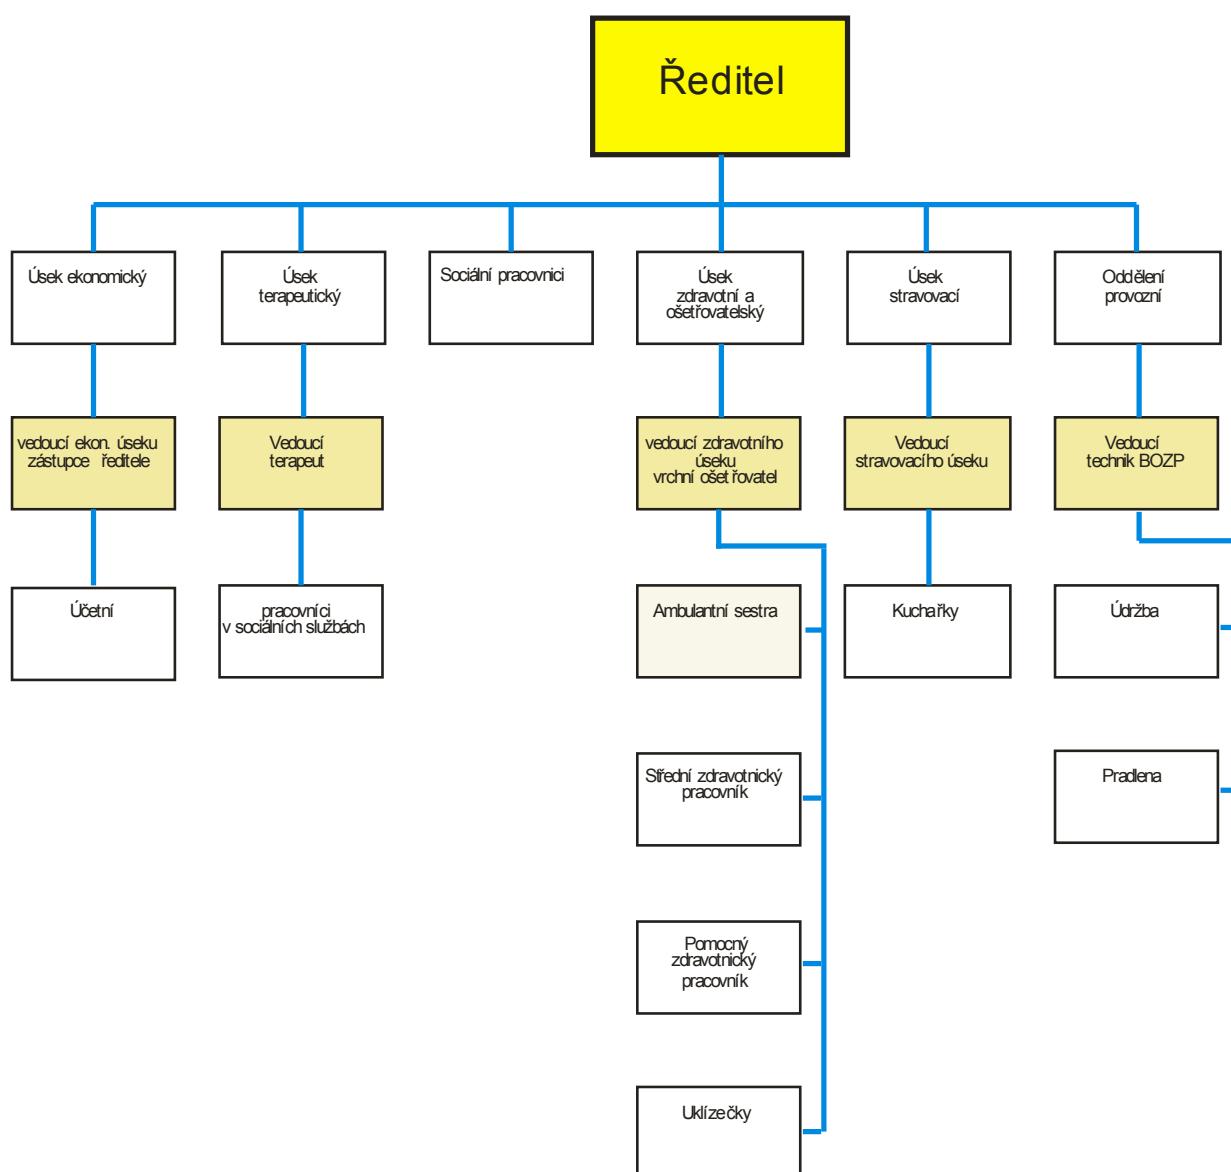 Ředitel
Úsek ekonomický
Úsek
terapeutický
Sociální pracovnici
Úsek
zdravotní a
ošetřovatelský
Úsek
stravovací
Oddělení
provozní
vedoucí ekon. úseku
zástupce ředitele
Vedoucí
terapeut
vedoucí zdravotního
úseku
vrchní ošetřovatel
Vedoucí
stravovacího úseku
Vedoucí
technik BOZP
Účetní
pracovníci
v sociálních službách
Ambulantní sestra
Kuchařky
Údržba
Střední zdravotnický
pracovník
Pradlena
Pomocný
zdravotnický
pracovník
Uklízečky